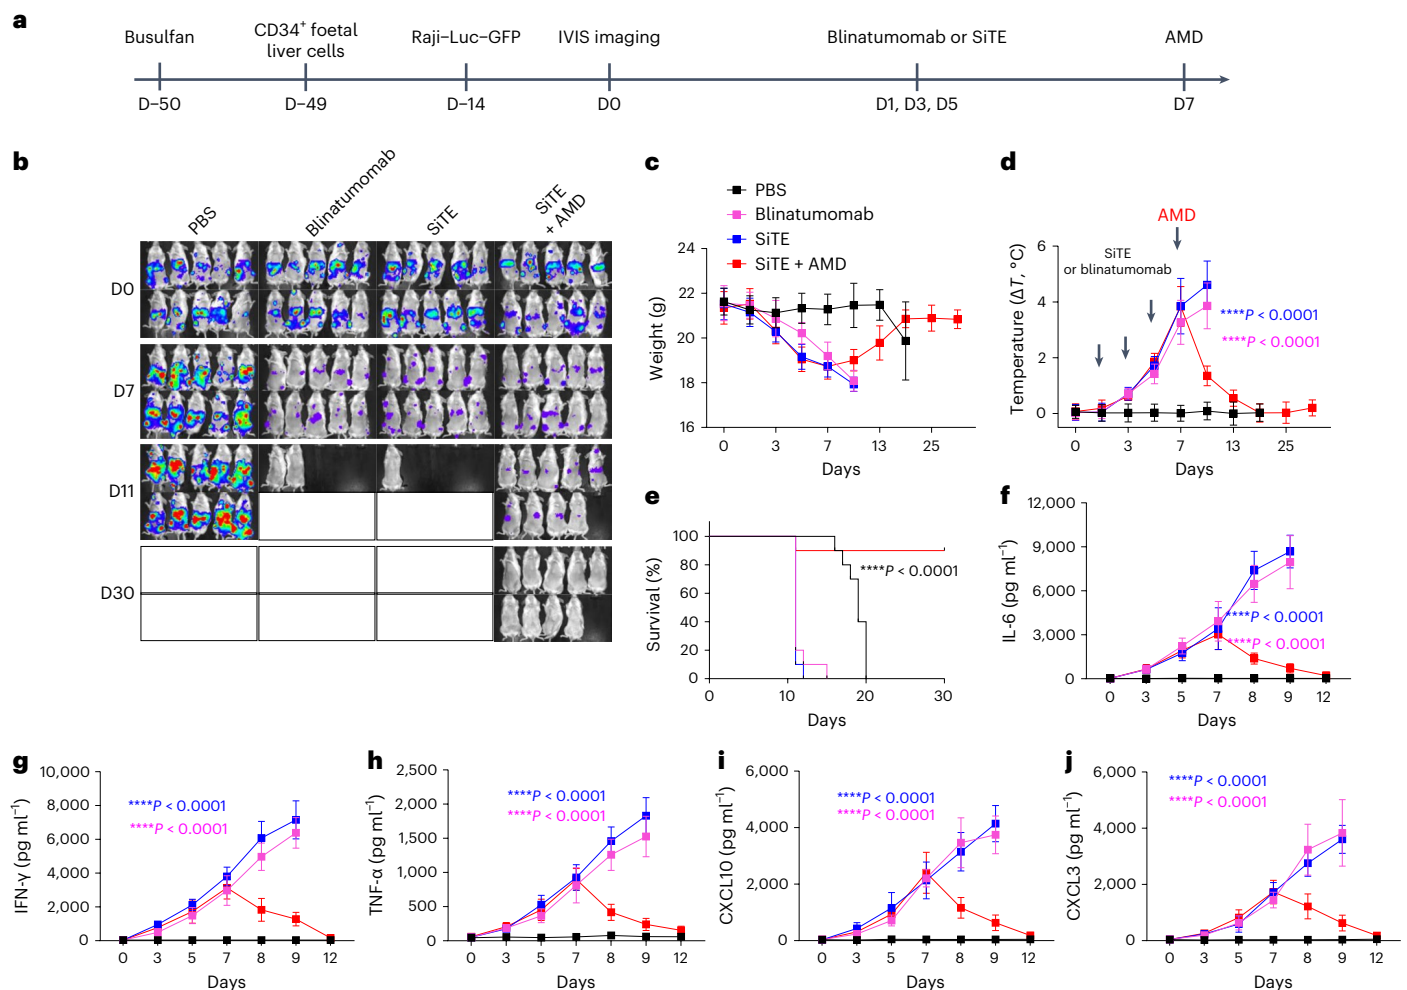 a
Busulfan
CD34+ foetal
liver cells
Raji–Luc–GFP
IVIS imaging
Blinatumomab or SiTE
AMD
D−50
D−49
D−14
D0
D1, D3, D5
D7
b
PBS
Blinatumomab
SiTE
SiTE
+ AMD
D0
D7
D11
D30
c
PBS
Blinatumomab
SiTE
SiTE + AMD
Weight (g)
24
22
20
18
16
0 3 7 13 25
Days
d
AMD
SiTE
or blinatumomab
Temperature (ΔT, °C)
6
4
2
0
****P < 0.0001
****P < 0.0001
0 3 7 13 25
Days
e
Survival (%)
100
80
60
40
20
0
****P < 0.0001
0 10 20 30
Days
f
IL-6 (pg ml−1)
12,000
9,000
6,000
3,000
0
****P < 0.0001
****P < 0.0001
0 3 5 7 8 9 12
Days
g
IFN-γ (pg ml−1)
10,000
8,000
6,000
4,000
2,000
0
****P < 0.0001
****P < 0.0001
0 3 5 7 8 9 12
Days
h
TNF-α (pg ml−1)
2,500
2,000
1,500
1,000
500
0
****P < 0.0001
****P < 0.0001
0 3 5 7 8 9 12
Days
i
CXCL10 (pg ml−1)
6,000
4,000
2,000
0
****P < 0.0001
****P < 0.0001
0 3 5 7 8 9 12
Days
j
CXCL3 (pg ml−1)
6,000
4,000
2,000
0
****P < 0.0001
****P < 0.0001
0 3 5 7 8 9 12
Days